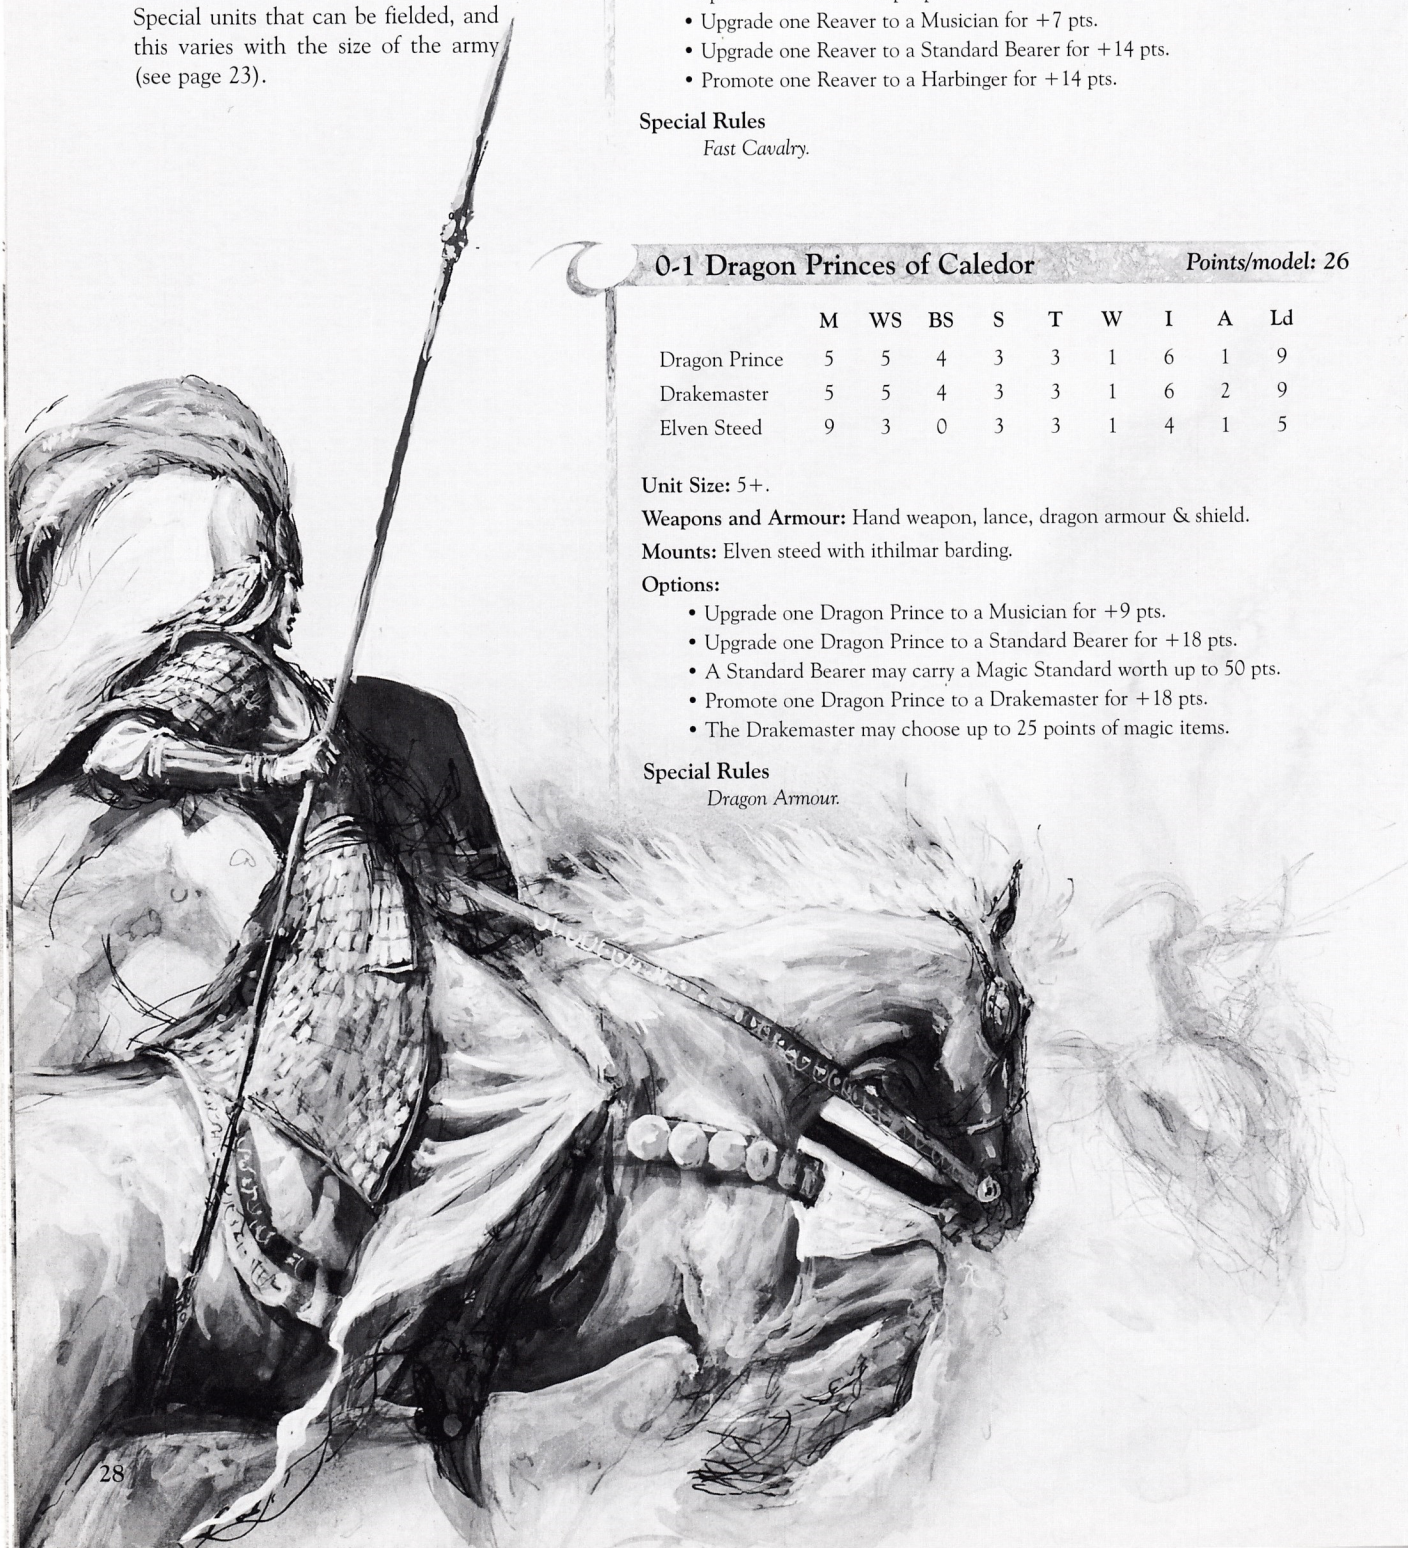 Special units that can be fielded, and
this varies with the size of the army
(see page 23).
• Upgrade one Reaver to a Musician for +7 pts.
• Upgrade one Reaver to a Standard Bearer for +14 pts.
• Promote one Reaver to a Harbinger for +14 pts.
Special Rules
Fast Cavalry.
0-1 Dragon Princes of Caledor Points/model: 26
M WS BS S T W I A Ld
Dragon Prince 5 5 4 3 3 1 6 1 9
Drakemaster 5 5 4 3 3 1 6 2 9
Elven Steed 9 3 0 3 3 1 4 1 5
Unit Size: 5+.
Weapons and Armour: Hand weapon, lance, dragon armour & shield.
Mounts: Elven steed with ithilmar barding.
Options:
• Upgrade one Dragon Prince to a Musician for +9 pts.
• Upgrade one Dragon Prince to a Standard Bearer for +18 pts.
• A Standard Bearer may carry a Magic Standard worth up to 50 pts.
• Promote one Dragon Prince to a Drakemaster for +18 pts.
• The Drakemaster may choose up to 25 points of magic items.
Special Rules
Dragon Armour.
28